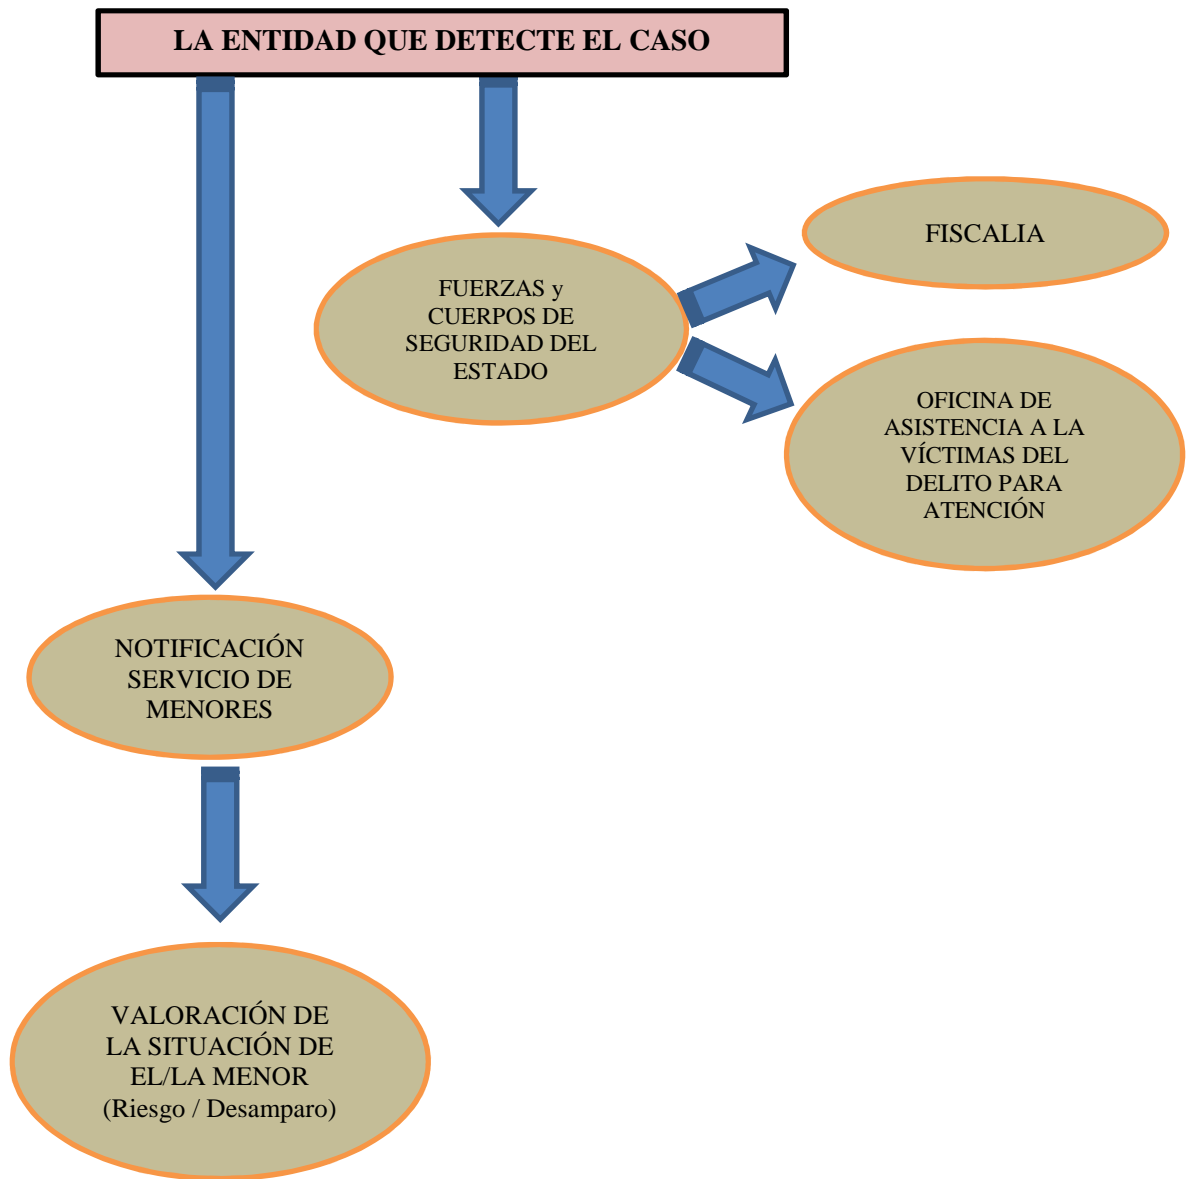 LA ENTIDAD QUE DETECTE EL CASO
FISCALIA
FUERZAS y
CUERPOS DE
SEGURIDAD DEL
ESTADO
OFICINA DE
ASISTENCIA A LA
VÍCTIMAS DEL
DELITO PARA
ATENCIÓN
NOTIFICACIÓN
SERVICIO DE
MENORES
VALORACIÓN DE
LA SITUACIÓN DE
EL/LA MENOR
(Riesgo / Desamparo)